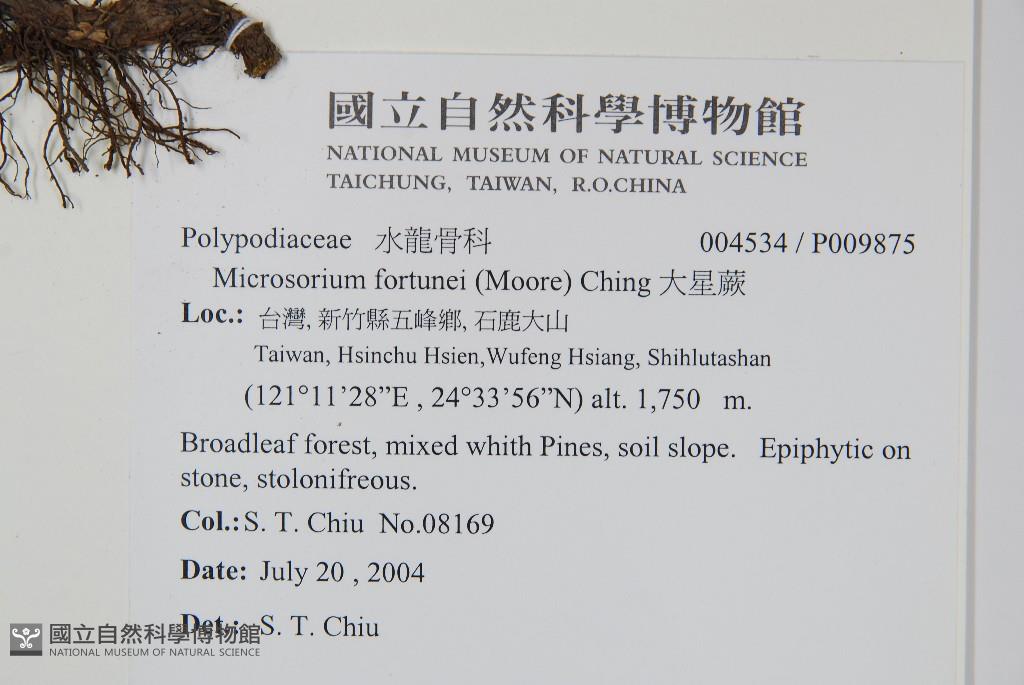 國立自然科學博物館
NATIONAL MUSEUM OF NATURAL SCIENCE
TAICHUNG, TAIWAN, R.O.CHINA
Polypodiaceae 水龍骨科 004534 / P009875
Microsorium fortunei (Moore) Ching 大星蕨
Loc.: 台灣, 新竹縣五峰鄉, 石鹿大山
Taiwan, Hsinchu Hsien,Wufeng Hsiang, Shihlutashan
(121°11’28”E , 24°33’56”N) alt. 1,750 m.
Broadleaf forest, mixed whith Pines, soil slope. Epiphytic on
stone, stolonifreous.
Col.: S. T. Chiu No.08169
Date: July 20 , 2004
Det.: S. T. Chiu
國立自然科學博物館
NATIONAL MUSEUM OF NATURAL SCIENCE